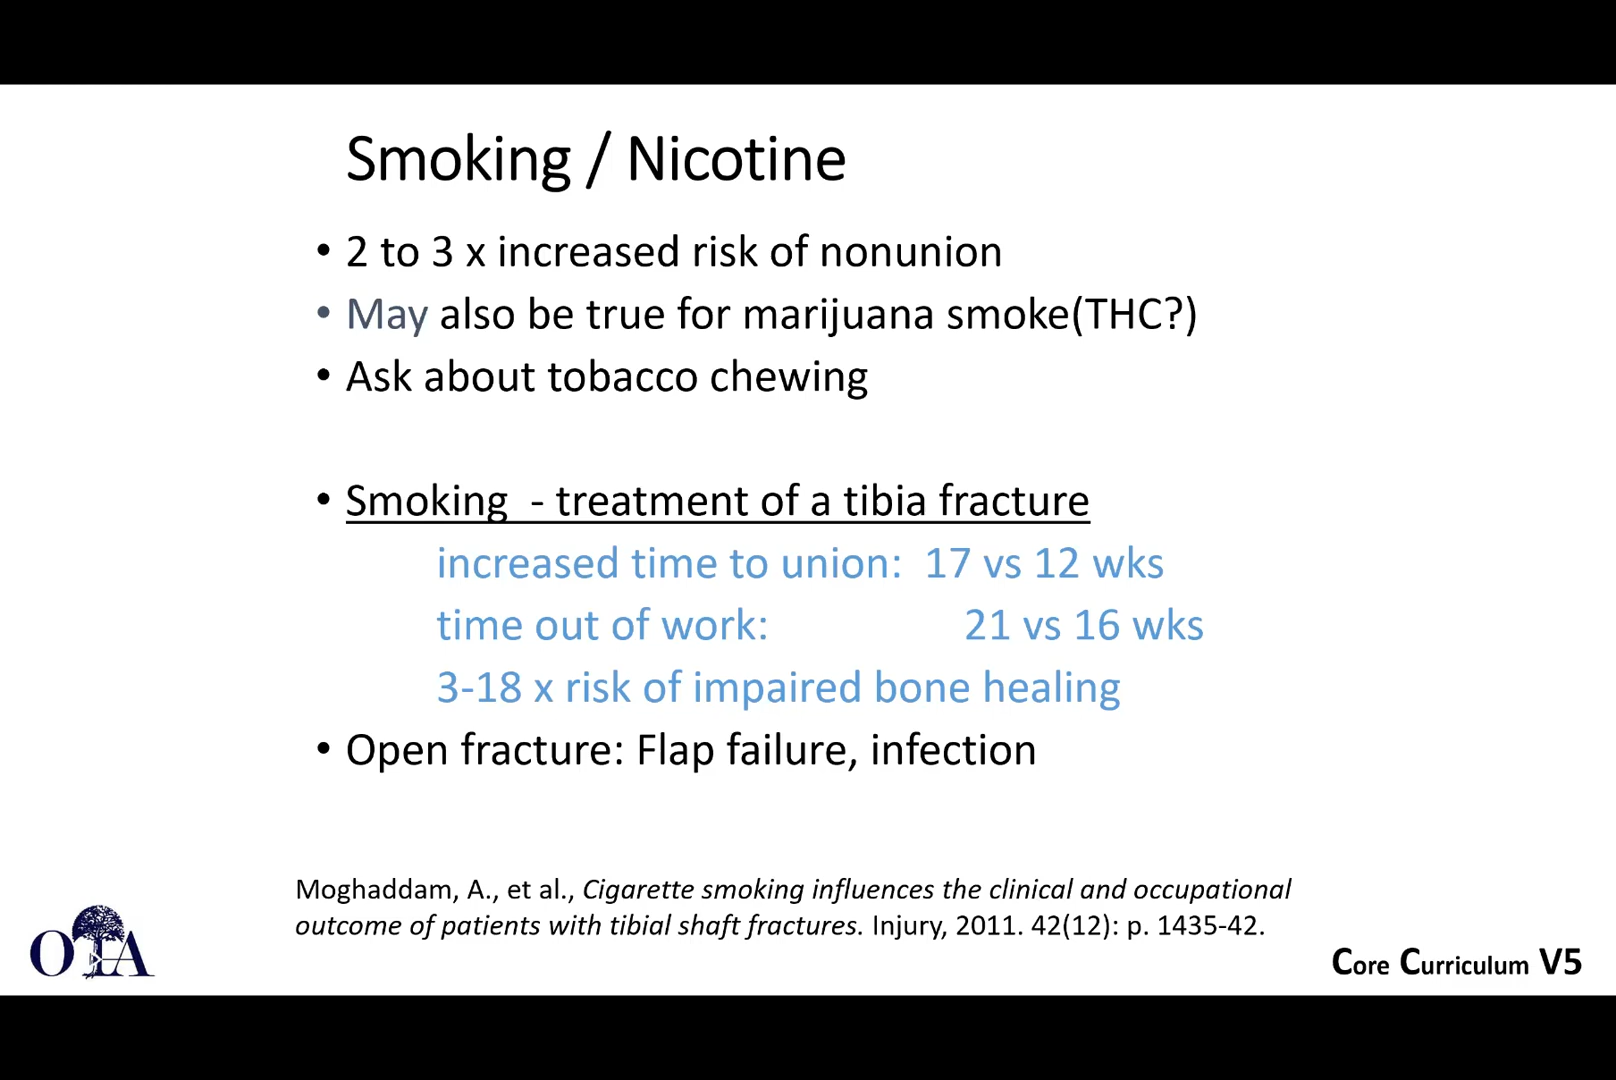 Smoking / Nicotine
• 2 to 3 x increased risk of nonunion
• May also be true for marijuana smoke(THC?)
• Ask about tobacco chewing
• Smoking - treatment of a tibia fracture
increased time to union: 17 vs 12 wks
time out of work: 21 vs 16 wks
3-18 x risk of impaired bone healing
• Open fracture: Flap failure, infection
Moghaddam, A., et al., Cigarette smoking influences the clinical and occupational
outcome of patients with tibial shaft fractures. Injury, 2011. 42(12): p. 1435-42.
OTA
Core Curriculum V5